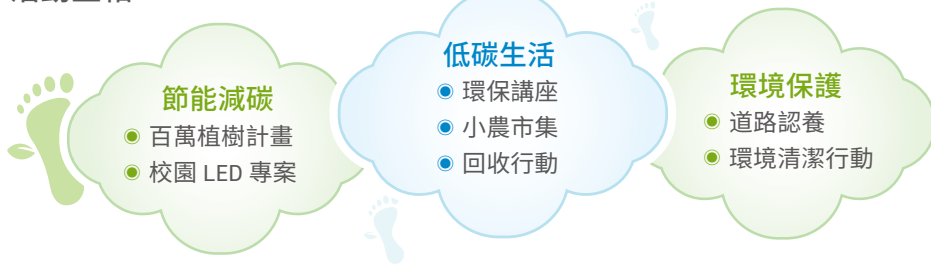 節能減碳
百萬植樹計畫
校園 LED 專案
低碳生活
環保講座
小農市集
回收行動
環境保護
道路認養
環境清潔行動